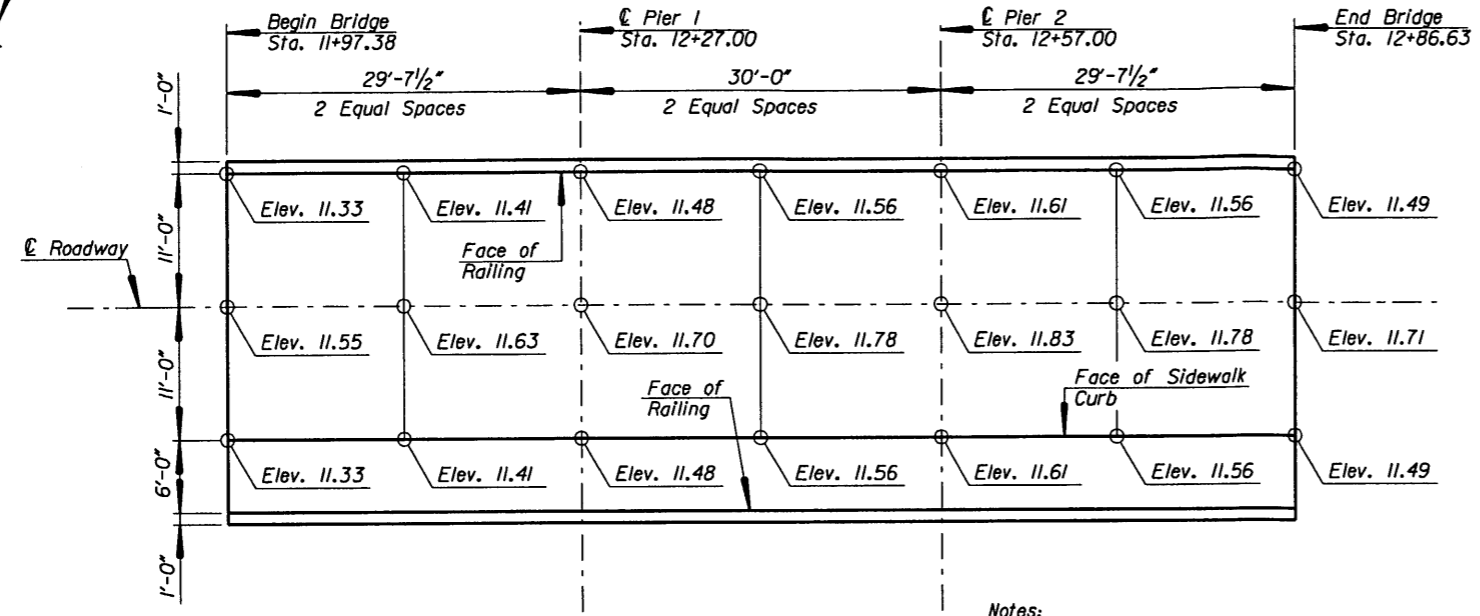 Begin Bridge
Sta. 11+97.38
℄ Pier 1
Sta. 12+27.00
℄ Pier 2
Sta. 12+57.00
End Bridge
Sta. 12+86.63
29'-7 1/2"
2 Equal Spaces
30'-0"
2 Equal Spaces
29'-7 1/2"
2 Equal Spaces
1'-0"
11'-0"
11'-0"
6'-0"
1'-0"
Elev. 11.33
Elev. 11.41
Elev. 11.48
Elev. 11.56
Elev. 11.61
Elev. 11.56
Elev. 11.49
℄ Roadway
Face of
Railing
Elev. 11.55
Elev. 11.63
Elev. 11.70
Elev. 11.78
Elev. 11.83
Elev. 11.78
Elev. 11.71
Face of
Railing
Face of Sidewalk
Curb
Elev. 11.33
Elev. 11.41
Elev. 11.48
Elev. 11.56
Elev. 11.61
Elev. 11.56
Elev. 11.49
Notes: